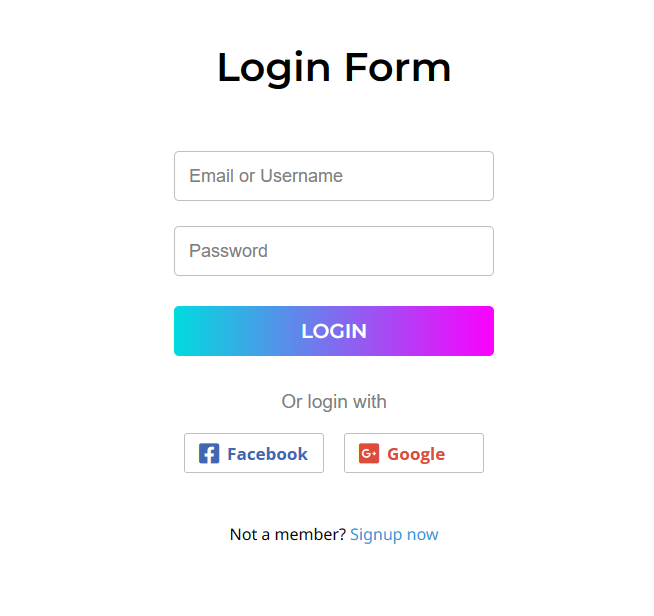 Login Form
Email or Username
Password
LOGIN
Or login with
Facebook
G+ Google
Not a member? Signup now